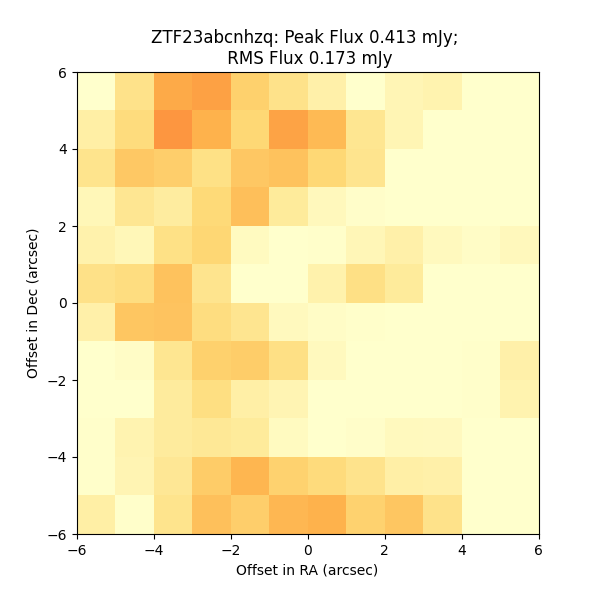 ZTF23abcnhzq: Peak Flux 0.413 mJy;
RMS Flux 0.173 mJy
6
4
2
0
−2
−4
−6
Offset in Dec (arcsec)
−6 −4 −2 0 2 4 6
Offset in RA (arcsec)